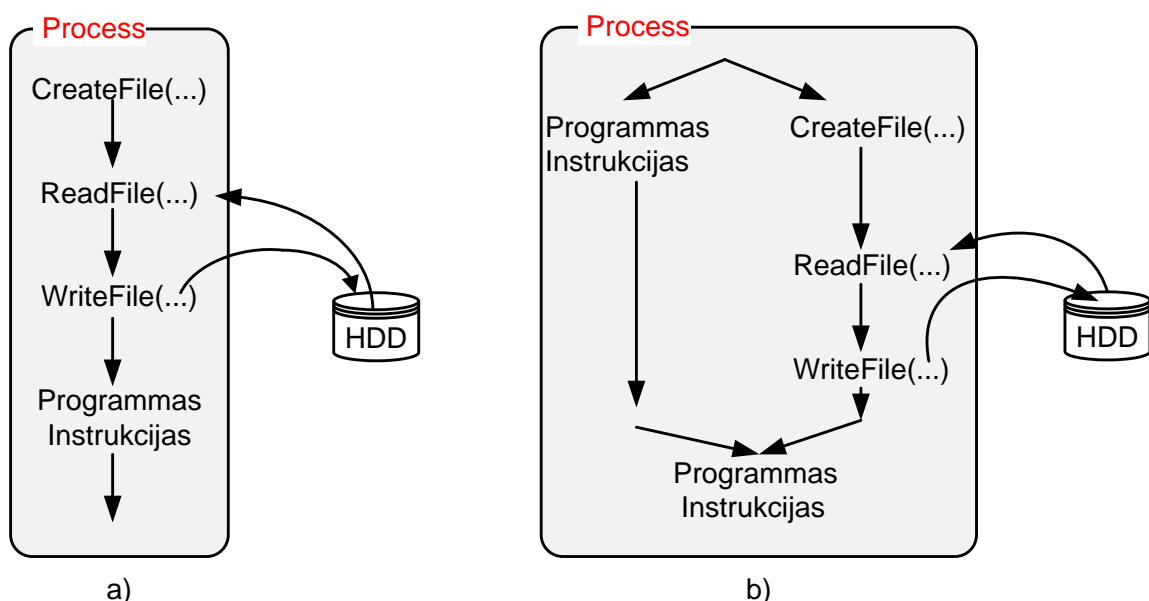 Process
CreateFile(...)
ReadFile(...)
WriteFile(...)
HDD
Programmas
Instrukcijas
a)
Process
Programmas
Instrukcijas
CreateFile(...)
ReadFile(...)
HDD
WriteFile(...)
Programmas
Instrukcijas
b)